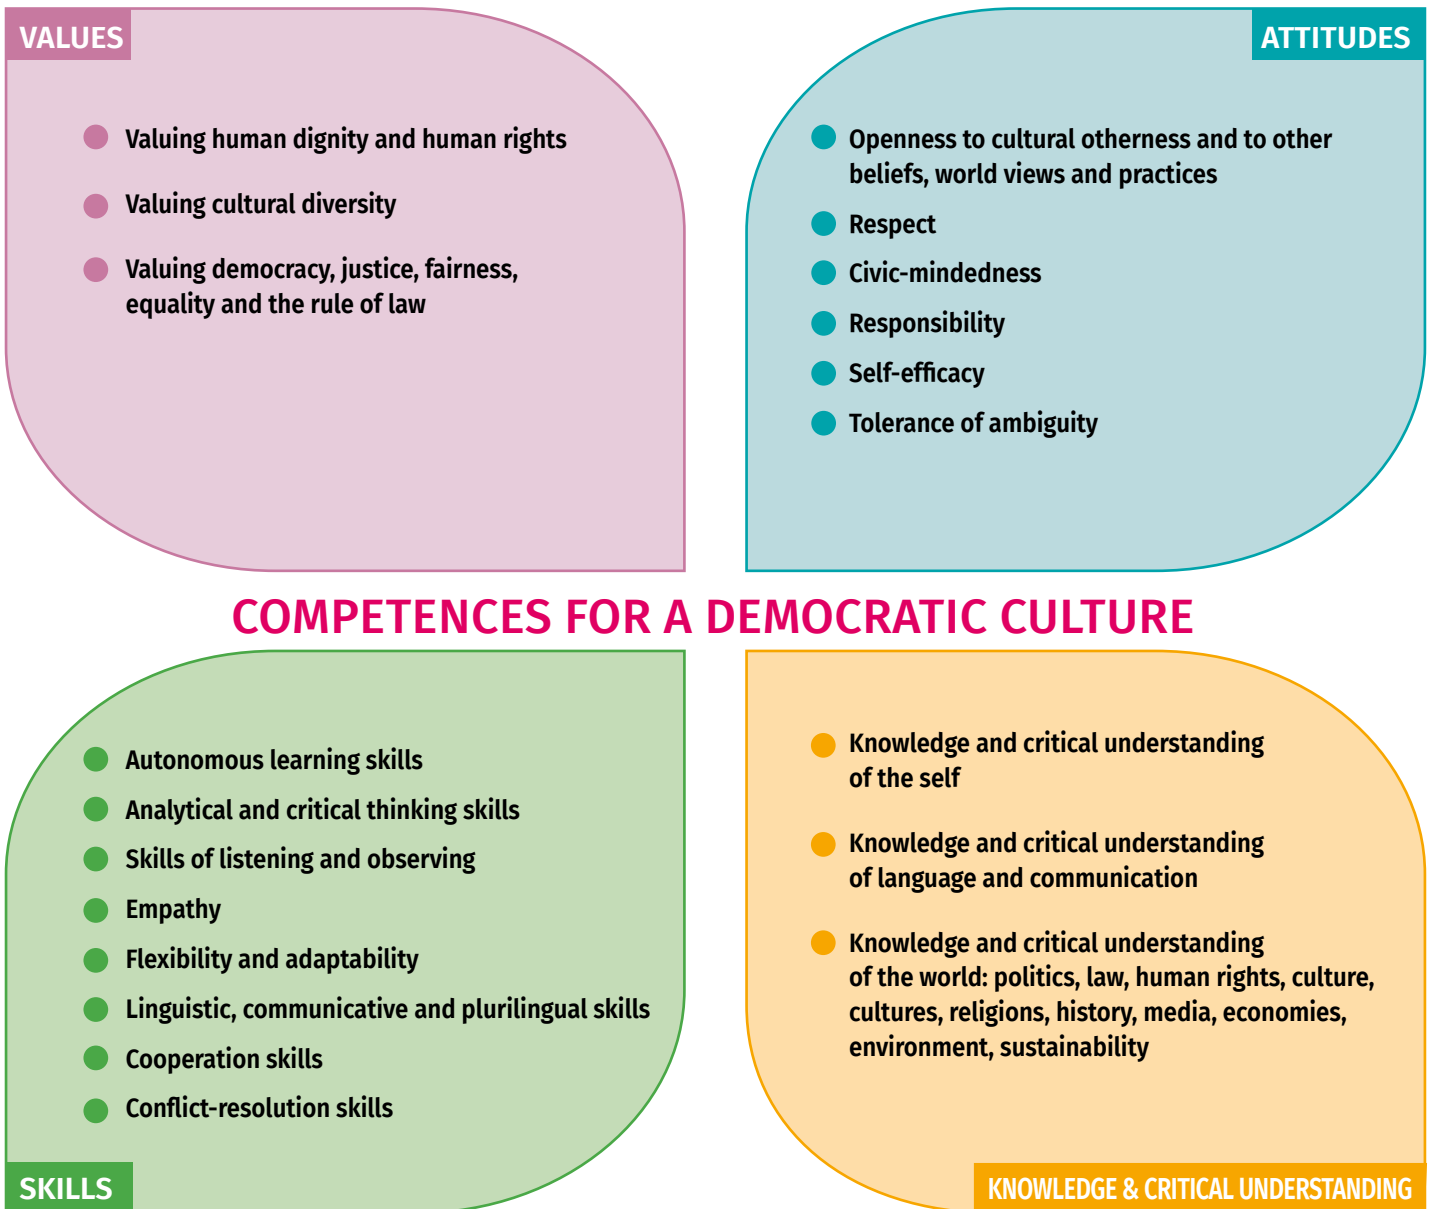 VALUES
Valuing human dignity and human rights
Valuing cultural diversity
Valuing democracy, justice, fairness,
equality and the rule of law
ATTITUDES
Openness to cultural otherness and to other
beliefs, world views and practices
Respect
Civic-mindedness
Responsibility
Self-efficacy
Tolerance of ambiguity
COMPETENCES FOR A DEMOCRATIC CULTURE
Autonomous learning skills
Analytical and critical thinking skills
Skills of listening and observing
Empathy
Flexibility and adaptability
Linguistic, communicative and plurilingual skills
Cooperation skills
Conflict-resolution skills
SKILLS
Knowledge and critical understanding
of the self
Knowledge and critical understanding
of language and communication
Knowledge and critical understanding
of the world: politics, law, human rights, culture,
cultures, religions, history, media, economies,
environment, sustainability
KNOWLEDGE & CRITICAL UNDERSTANDING